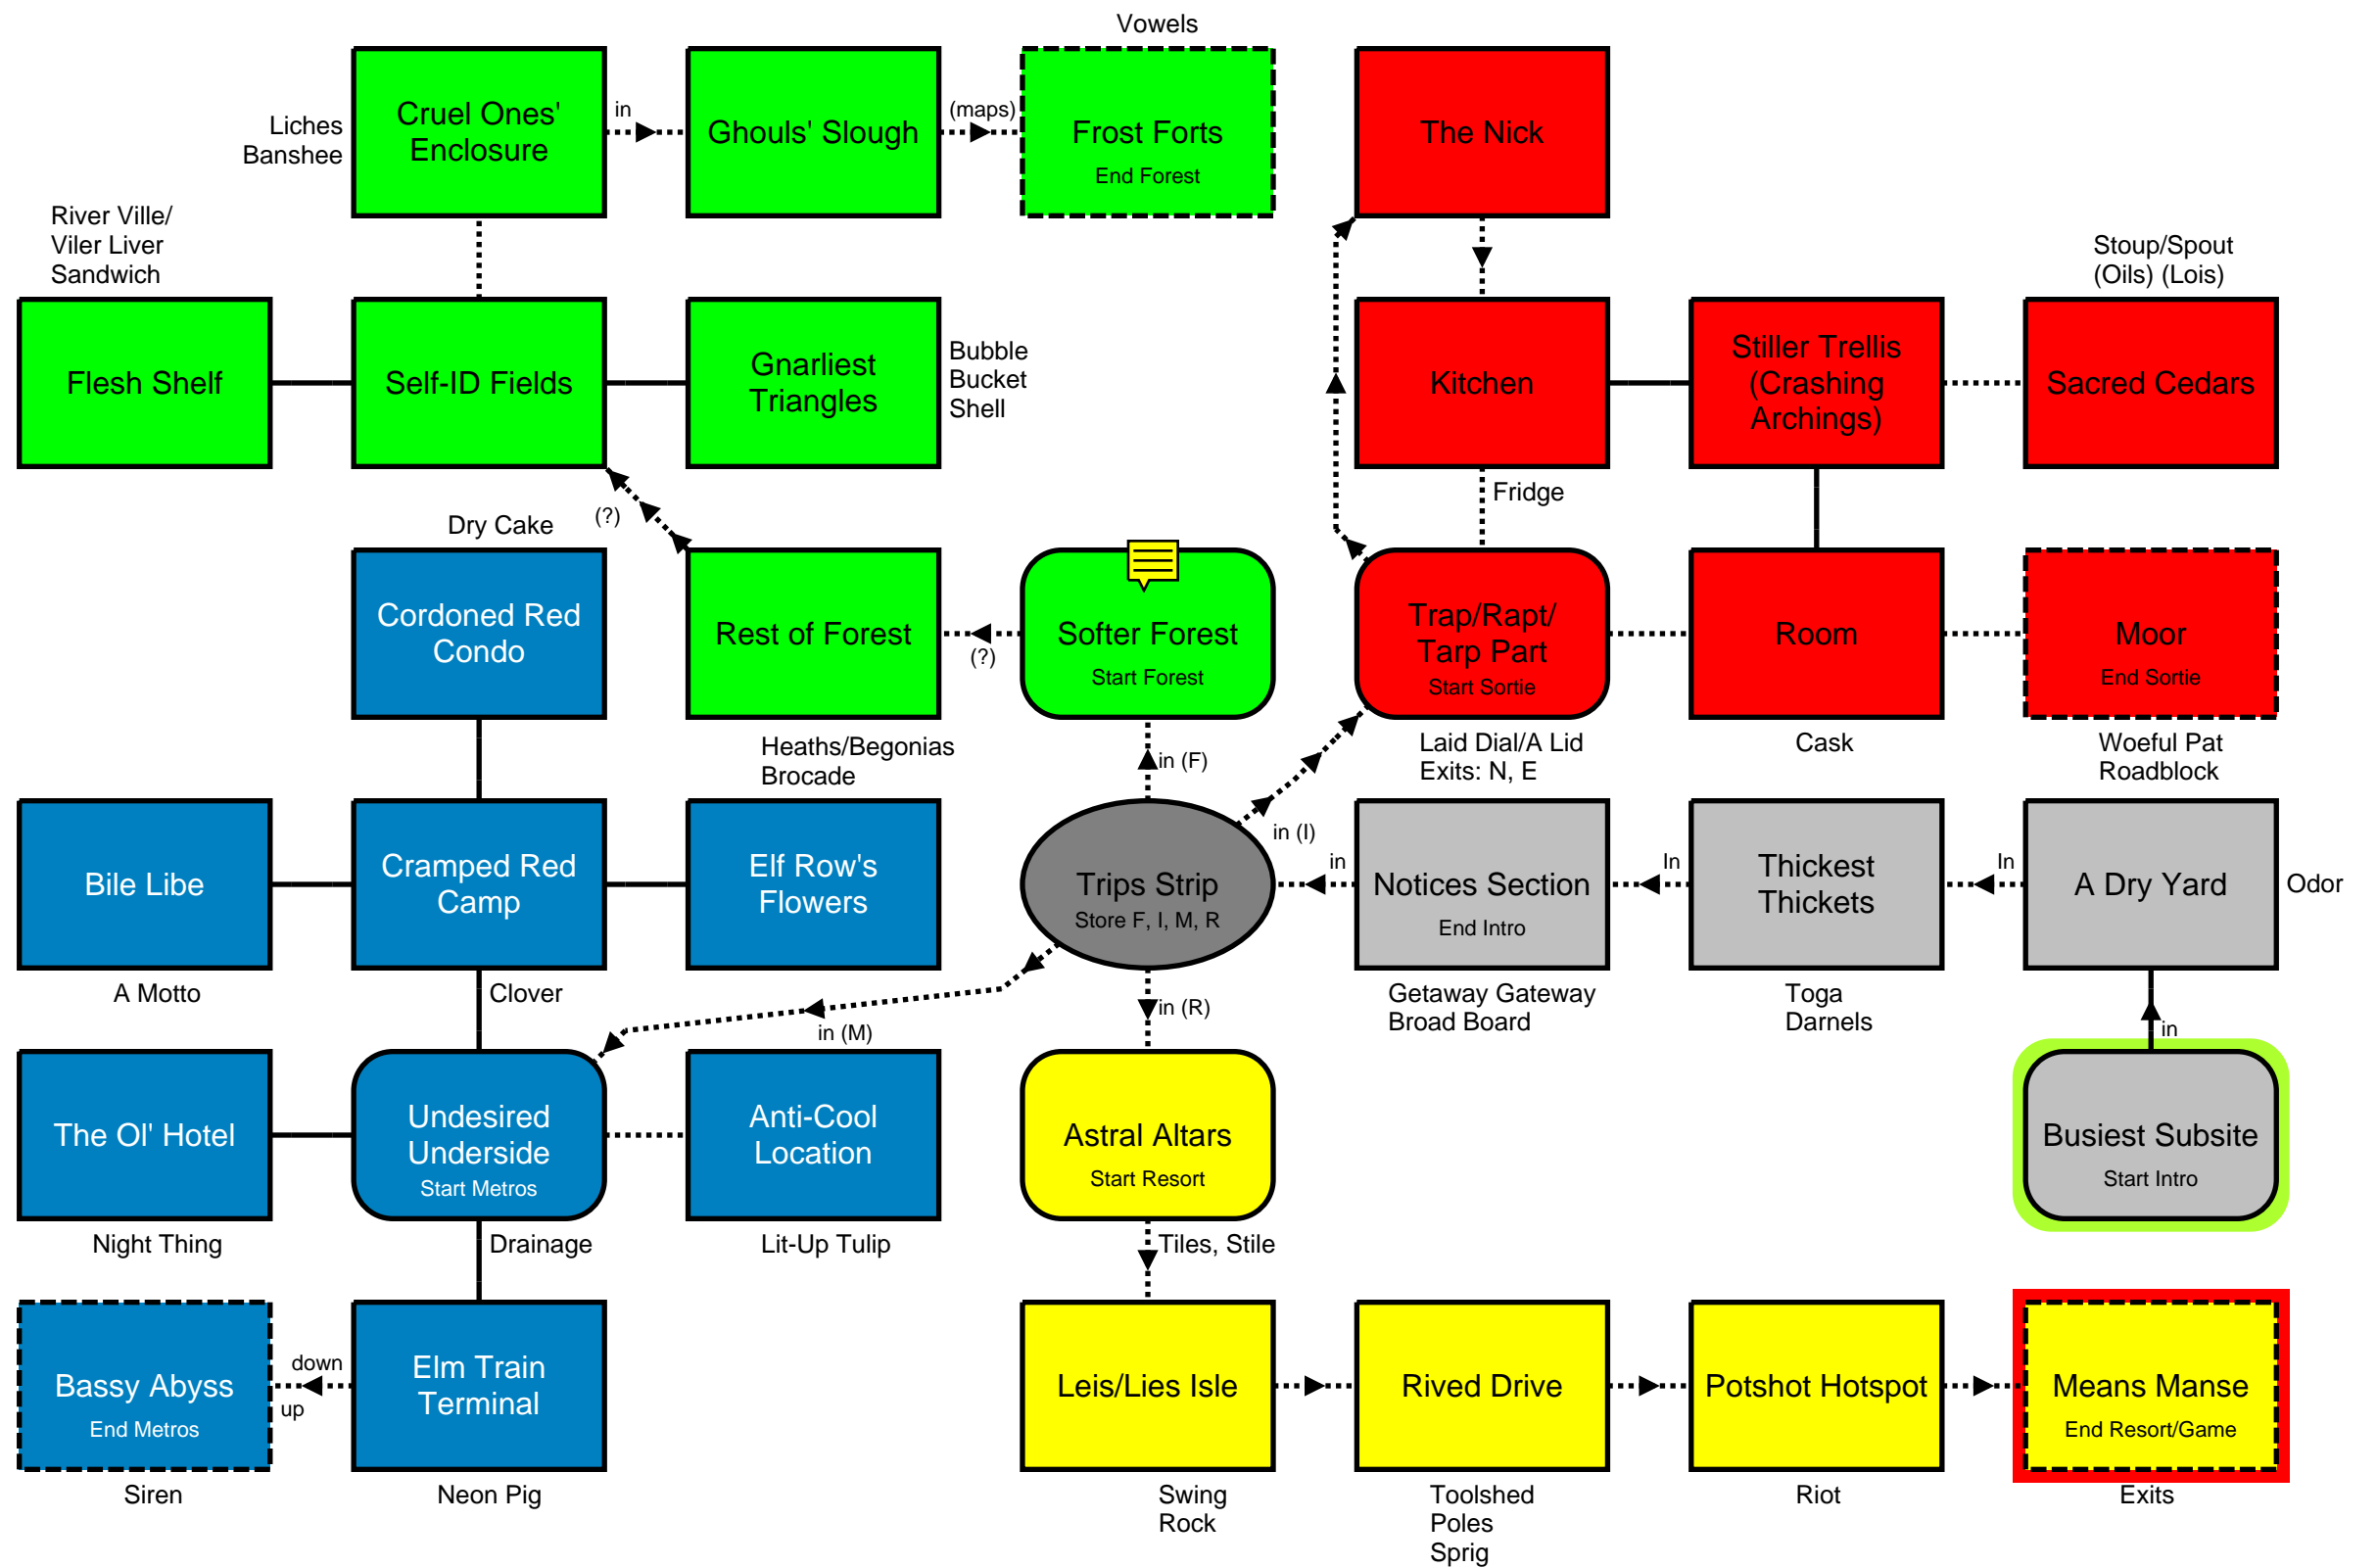 Vowels
Cruel Ones'
Enclosure
in
Ghouls' Slough
(maps)
Frost Forts
End Forest
The Nick
Liches
Banshee
River Ville/
Viler Liver
Sandwich
Stoup/Spout
(Oils) (Lois)
Flesh Shelf
Self-ID Fields
Gnarliest
Triangles
Bubble
Bucket
Shell
Kitchen
Stiller Trellis
(Crashing
Archings)
Sacred Cedars
Fridge
Dry Cake
(?)
Cordoned Red
Condo
Rest of Forest
(?)
Softer Forest
Start Forest
Trap/Rapt/
Tarp Part
Start Sortie
Room
Moor
End Sortie
Heaths/Begonias
Brocade
in (F)
Laid Dial/A Lid
Exits: N, E
Cask
Woeful Pat
Roadblock
in (I)
Bile Libe
Cramped Red
Camp
Elf Row's
Flowers
Trips Strip
Store F, I, M, R
in
Notices Section
End Intro
In
Thickest
Thickets
In
A Dry Yard
Odor
A Motto
Clover
in (M)
in (R)
Getaway Gateway
Broad Board
Toga
Darnels
in
The Ol' Hotel
Undesired
Underside
Start Metros
Anti-Cool
Location
Astral Altars
Start Resort
Busiest Subsite
Start Intro
Night Thing
Drainage
Lit-Up Tulip
Tiles, Stile
Bassy Abyss
End Metros
down
up
Elm Train
Terminal
Leis/Lies Isle
Rived Drive
Potshot Hotspot
Means Manse
End Resort/Game
Siren
Neon Pig
Swing
Rock
Toolshed
Poles
Sprig
Riot
Exits